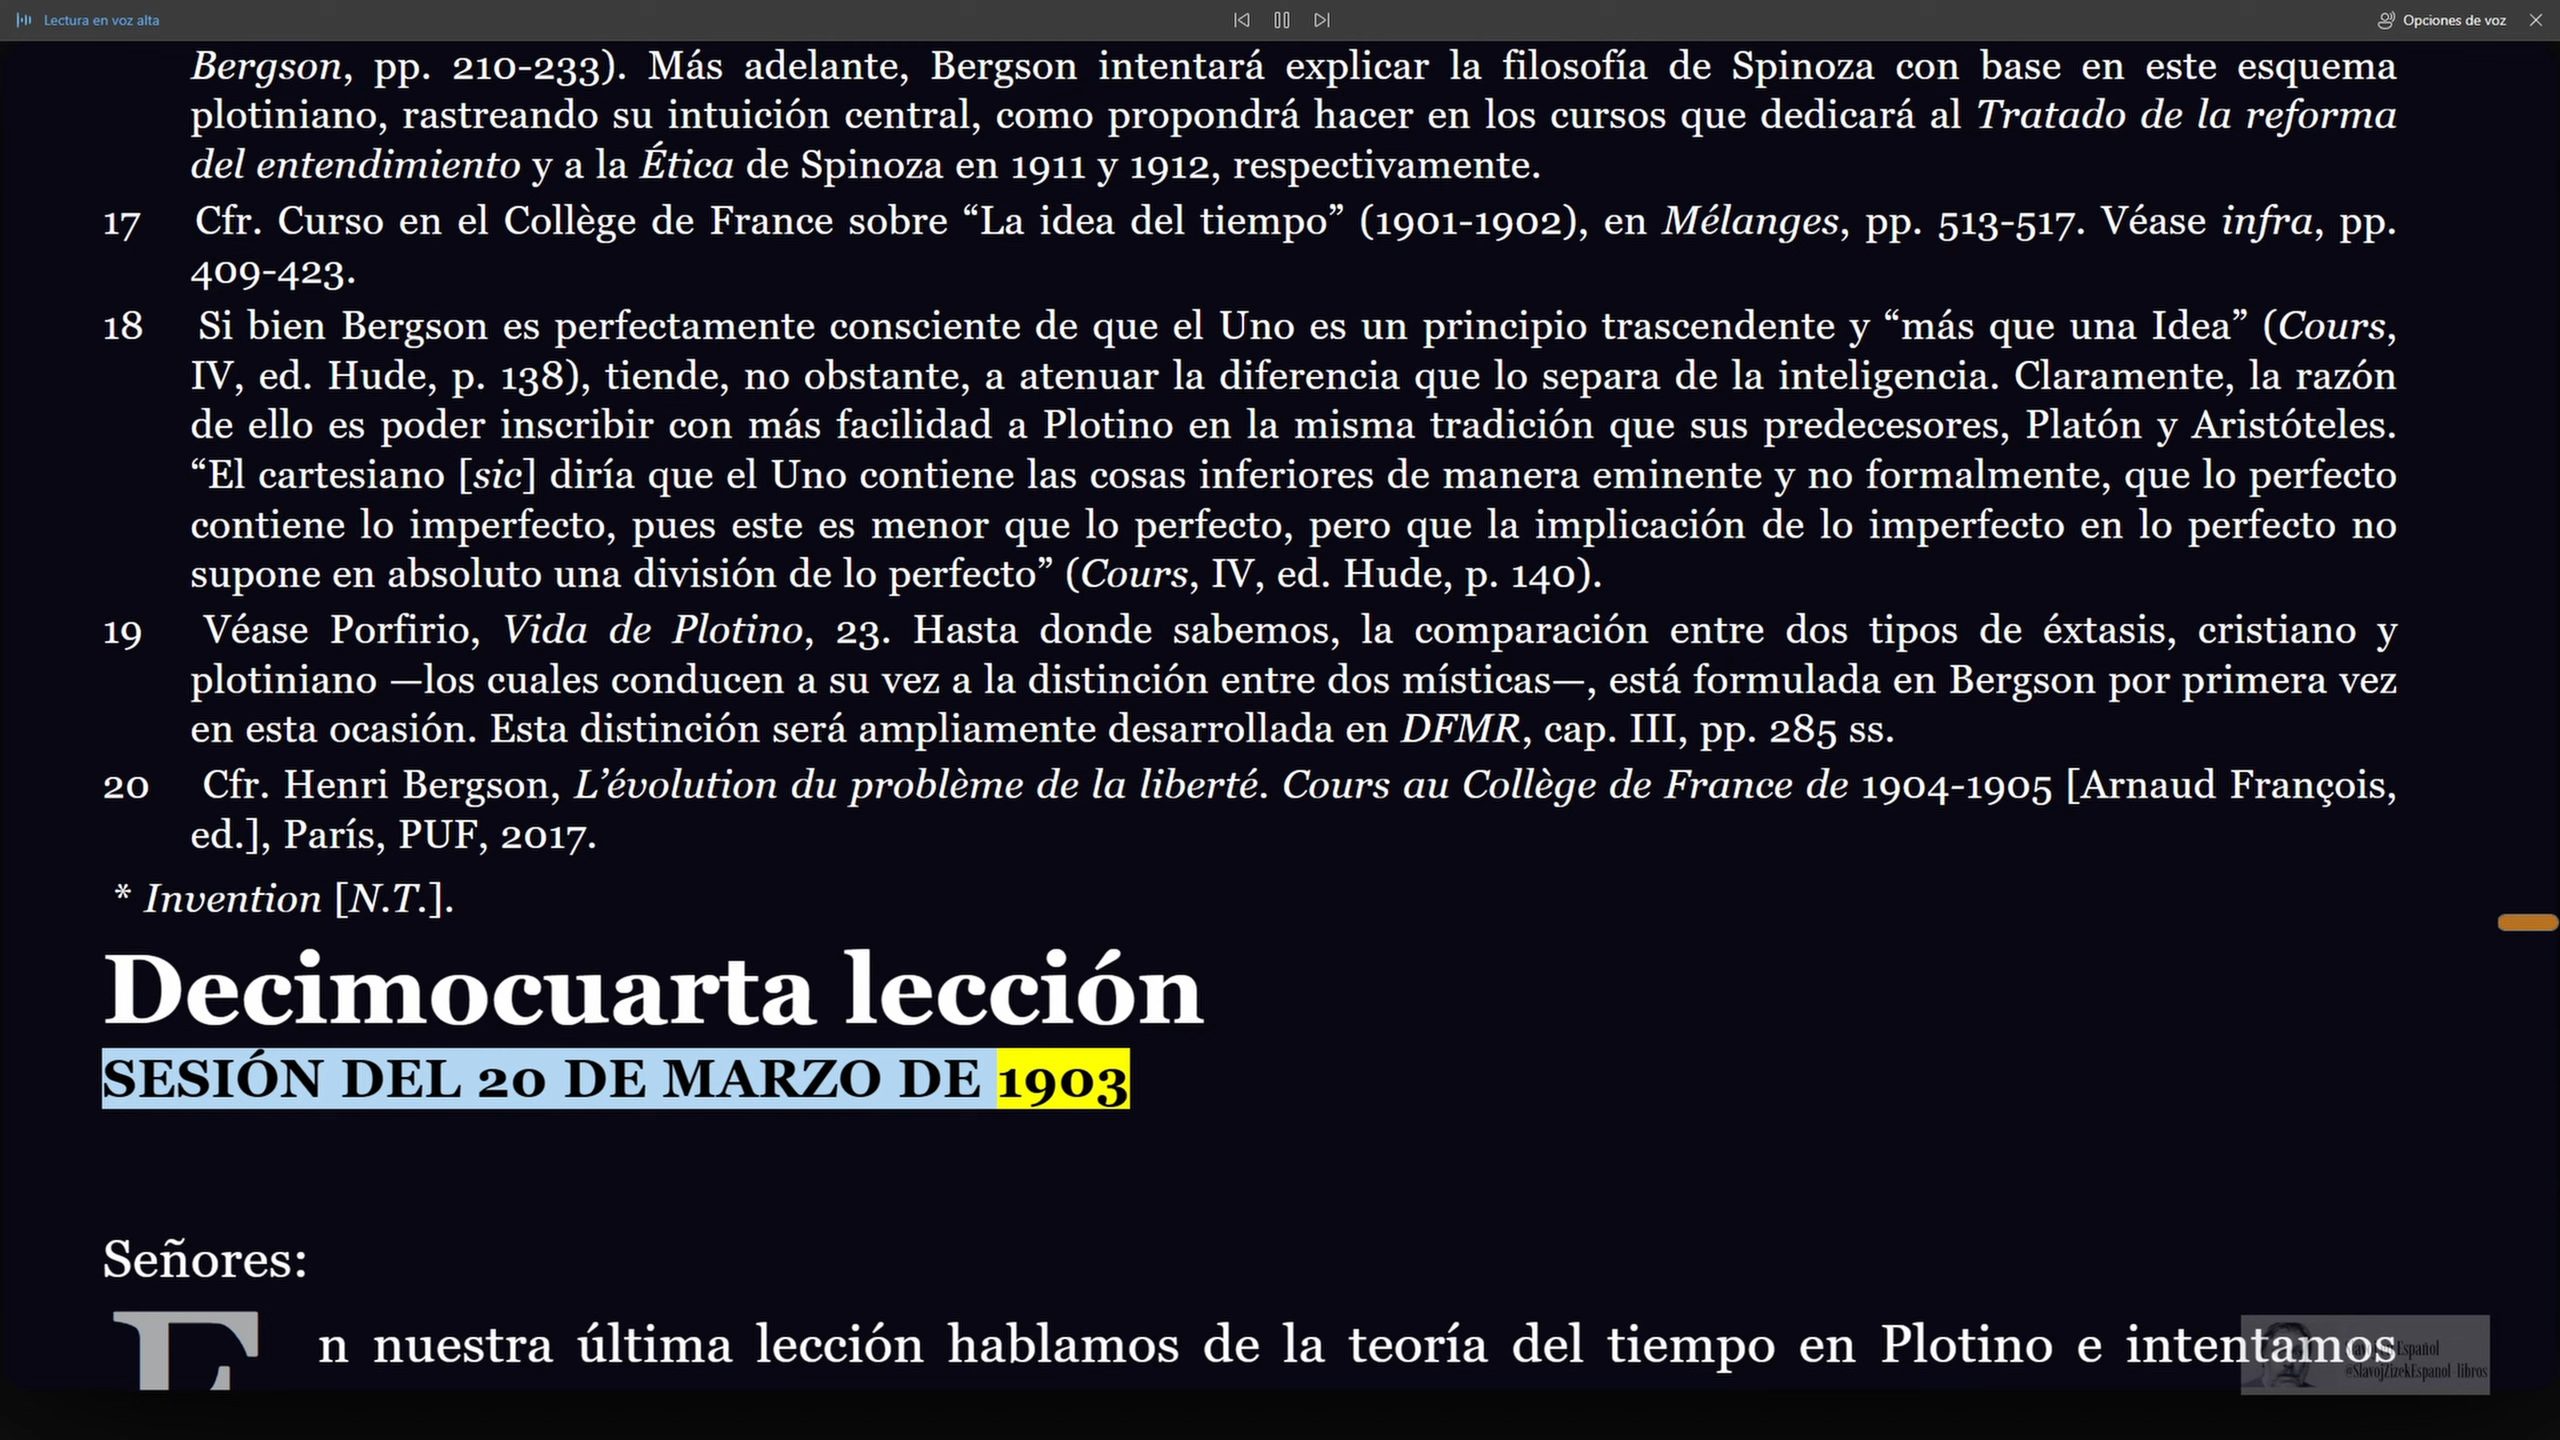 Lectura en voz alta
Opciones de voz
Bergson, pp. 210-233). Más adelante, Bergson intentará explicar la filosofía de Spinoza con base en este esquema
plotiniano, rastreando su intuición central, como propondrá hacer en los cursos que dedicará al Tratado de la reforma
del entendimiento y a la Ética de Spinoza en 1911 y 1912, respectivamente.
17 Cfr. Curso en el Collège de France sobre “La idea del tiempo” (1901-1902), en Mélanges, pp. 513-517. Véase infra, pp.
409-423.
18 Si bien Bergson es perfectamente consciente de que el Uno es un principio trascendente y “más que una Idea” (Cours,
IV, ed. Hude, p. 138), tiende, no obstante, a atenuar la diferencia que lo separa de la inteligencia. Claramente, la razón
de ello es poder inscribir con más facilidad a Plotino en la misma tradición que sus predecesores, Platón y Aristóteles.
“El cartesiano [sic] diría que el Uno contiene las cosas inferiores de manera eminente y no formalmente, que lo perfecto
contiene lo imperfecto, pues este es menor que lo perfecto, pero que la implicación de lo imperfecto en lo perfecto no
supone en absoluto una división de lo perfecto” (Cours, IV, ed. Hude, p. 140).
19 Véase Porfirio, Vida de Plotino, 23. Hasta donde sabemos, la comparación entre dos tipos de éxtasis, cristiano y
plotiniano —los cuales conducen a su vez a la distinción entre dos místicas—, está formulada en Bergson por primera vez
en esta ocasión. Esta distinción será ampliamente desarrollada en DFMR, cap. III, pp. 285 ss.
20 Cfr. Henri Bergson, L’évolution du problème de la liberté. Cours au Collège de France de 1904-1905 [Arnaud François,
ed.], París, PUF, 2017.
* Invention [N.T.].
Decimocuarta lección
SESIÓN DEL 20 DE MARZO DE 1903
Señores:
En nuestra última lección hablamos de la teoría del tiempo en Plotino e intentamos
Español
@SlavojZizekEspanol-libros